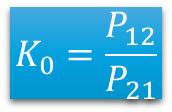 K₀ = P₁₂ / P₂₁